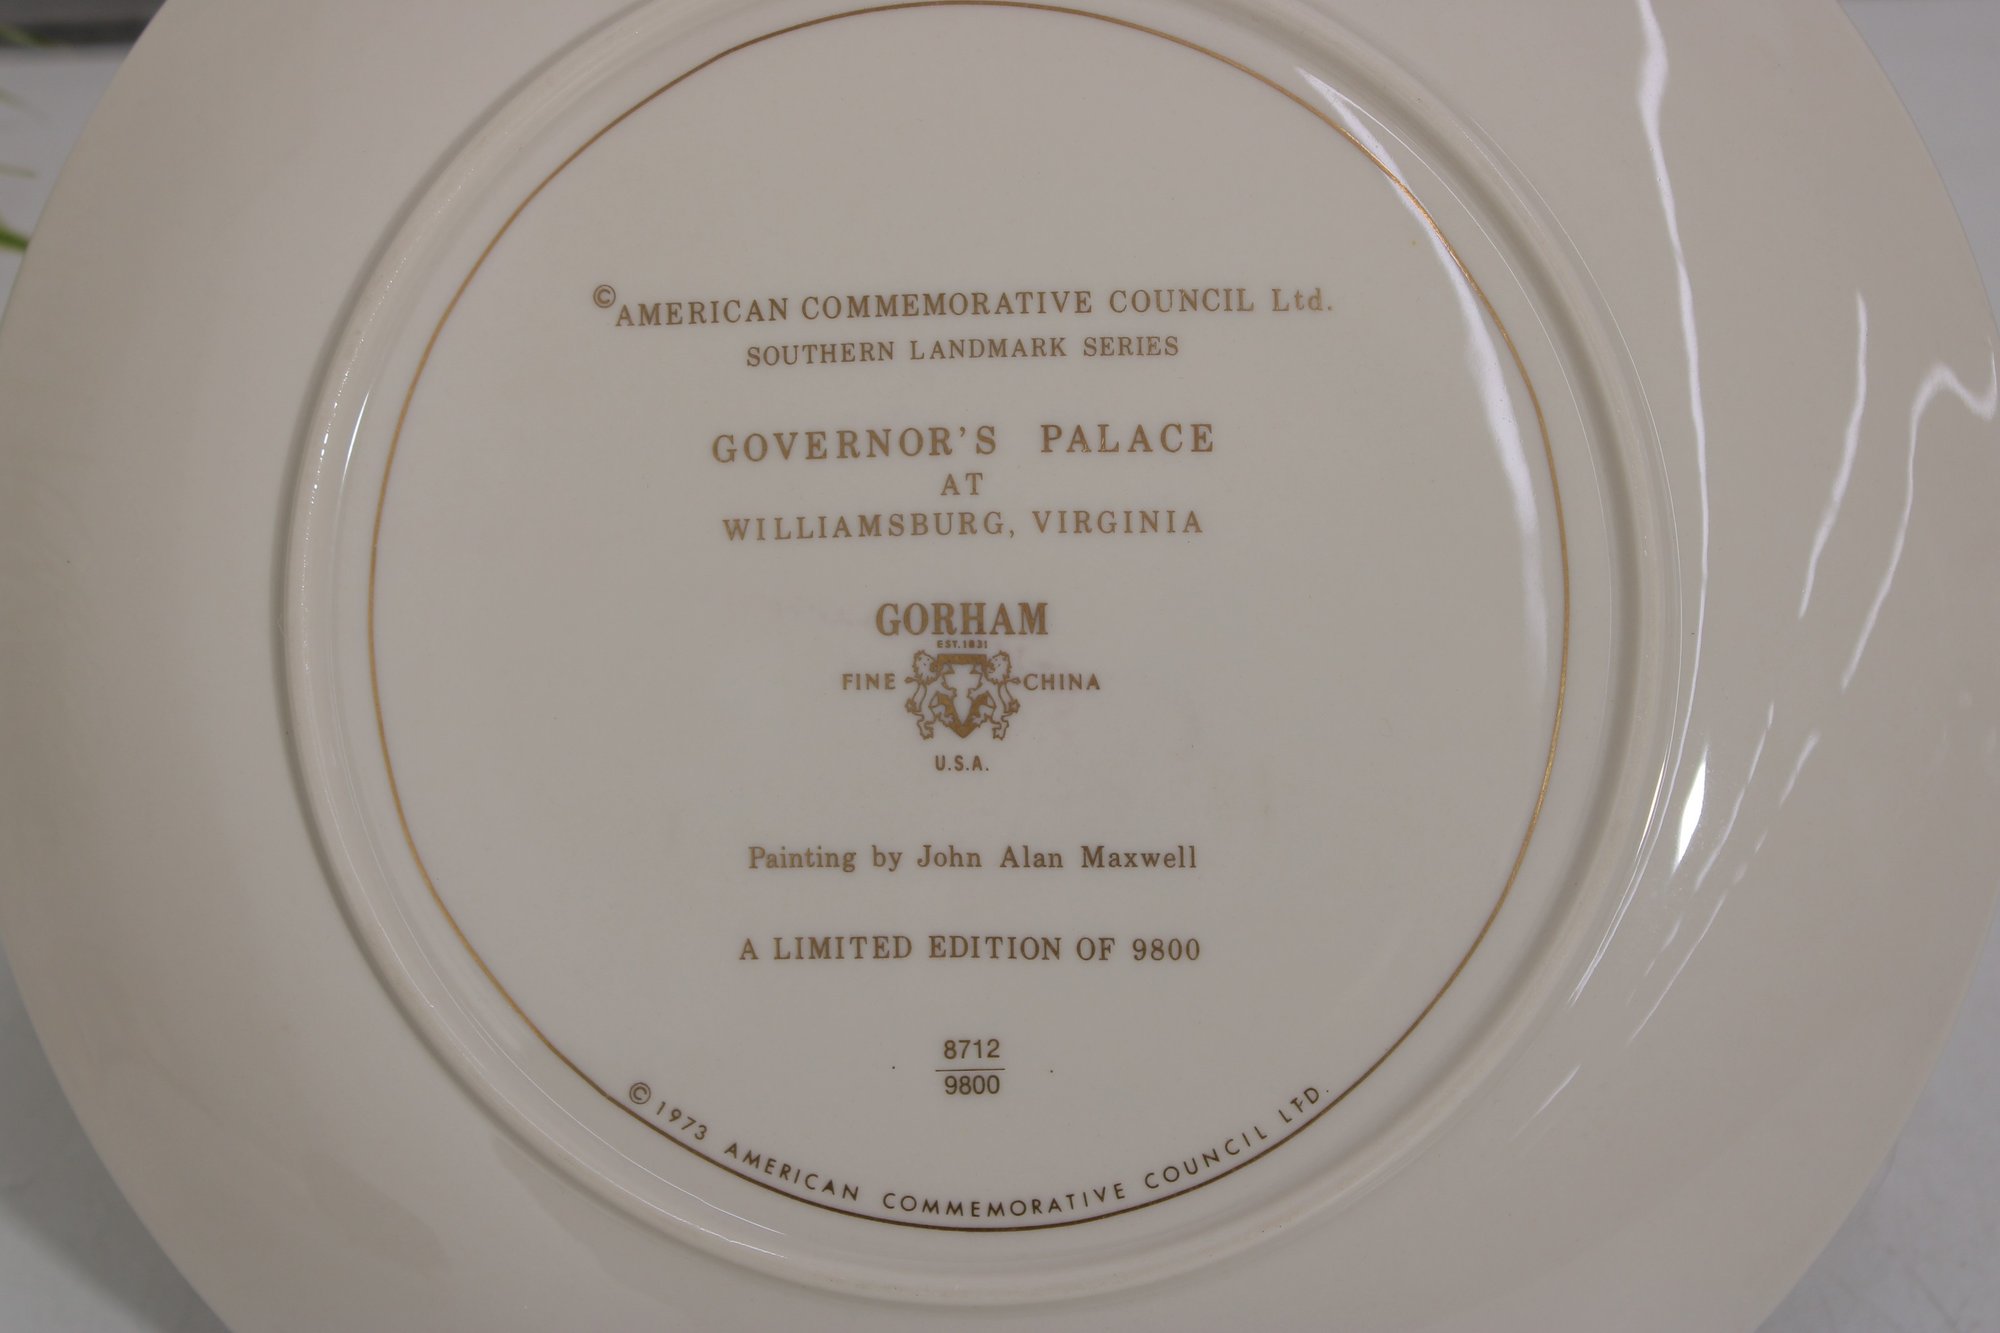 ©AMERICAN COMMEMORATIVE COUNCIL Ltd.
SOUTHERN LANDMARK SERIES
GOVERNOR'S PALACE
AT
WILLIAMSBURG, VIRGINIA
GORHAM
EST. 1831
FINE CHINA
U.S.A.
Painting by John Alan Maxwell
A LIMITED EDITION OF 9800
8712
9800
© 1973 AMERICAN COMMEMORATIVE COUNCIL LTD.